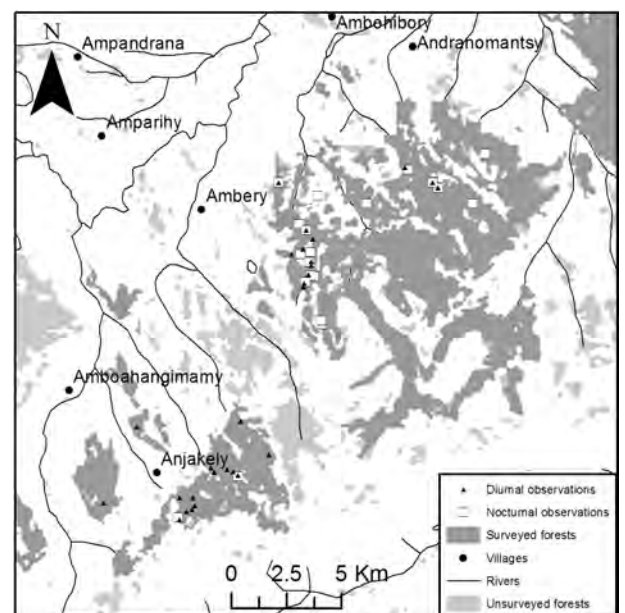 Ambohibory
N
Ampandrana
Andranomantsy
Amparihy
Ambery
Amboahangimamy
Anjakely
Diurnal observations
Nocturnal observations
Surveyed forests
Villages
Rivers
Unsurveyed forests
0 2.5 5 Km